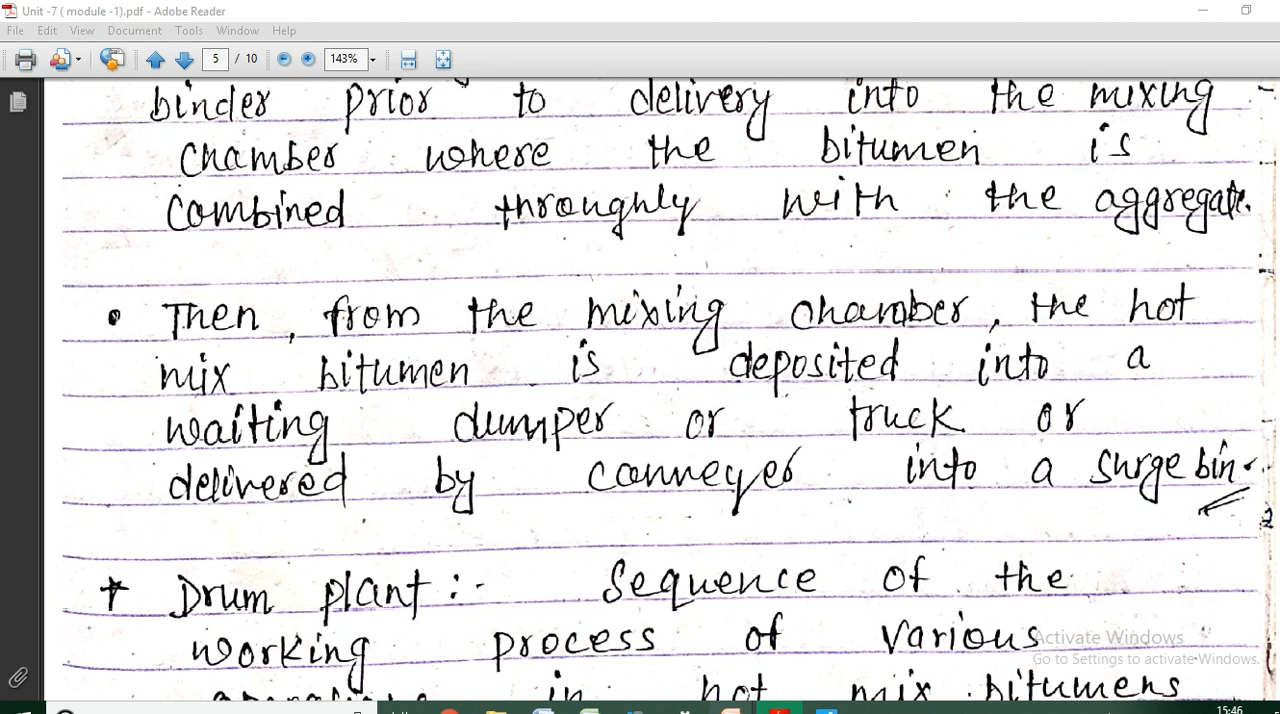 Unit -7 ( module -1).pdf - Adobe Reader
File Edit View Document Tools Window Help
5 / 10 143%
binder prior to delivery into the mixing
chamber where the bitumen is
combined throughly with the aggregate.
• Then, from the mixing chamber, the hot
mix bitumen is deposited into a
waiting dumper or truck or
delivered by conveyer into a surge bin.
+ Drum plant :- Sequence of the
working process of various
in hot mix bitumens
Activate Windows
Go to Settings to activate Windows.
15:46